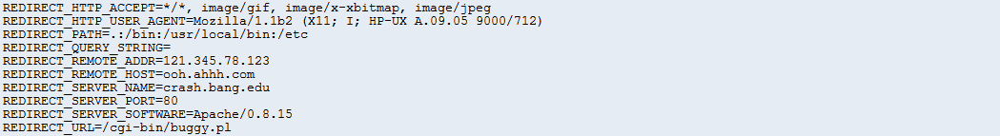 REDIRECT_HTTP_ACCEPT=*/*, image/gif, image/x-xbitmap, image/jpeg
REDIRECT_HTTP_USER_AGENT=Mozilla/1.1b2 (X11; I; HP-UX A.09.05 9000/712)
REDIRECT_PATH=.:/bin:/usr/local/bin:/etc
REDIRECT_QUERY_STRING=
REDIRECT_REMOTE_ADDR=121.345.78.123
REDIRECT_REMOTE_HOST=ooh.ahhh.com
REDIRECT_SERVER_NAME=crash.bang.edu
REDIRECT_SERVER_PORT=80
REDIRECT_SERVER_SOFTWARE=Apache/0.8.15
REDIRECT_URL=/cgi-bin/buggy.pl